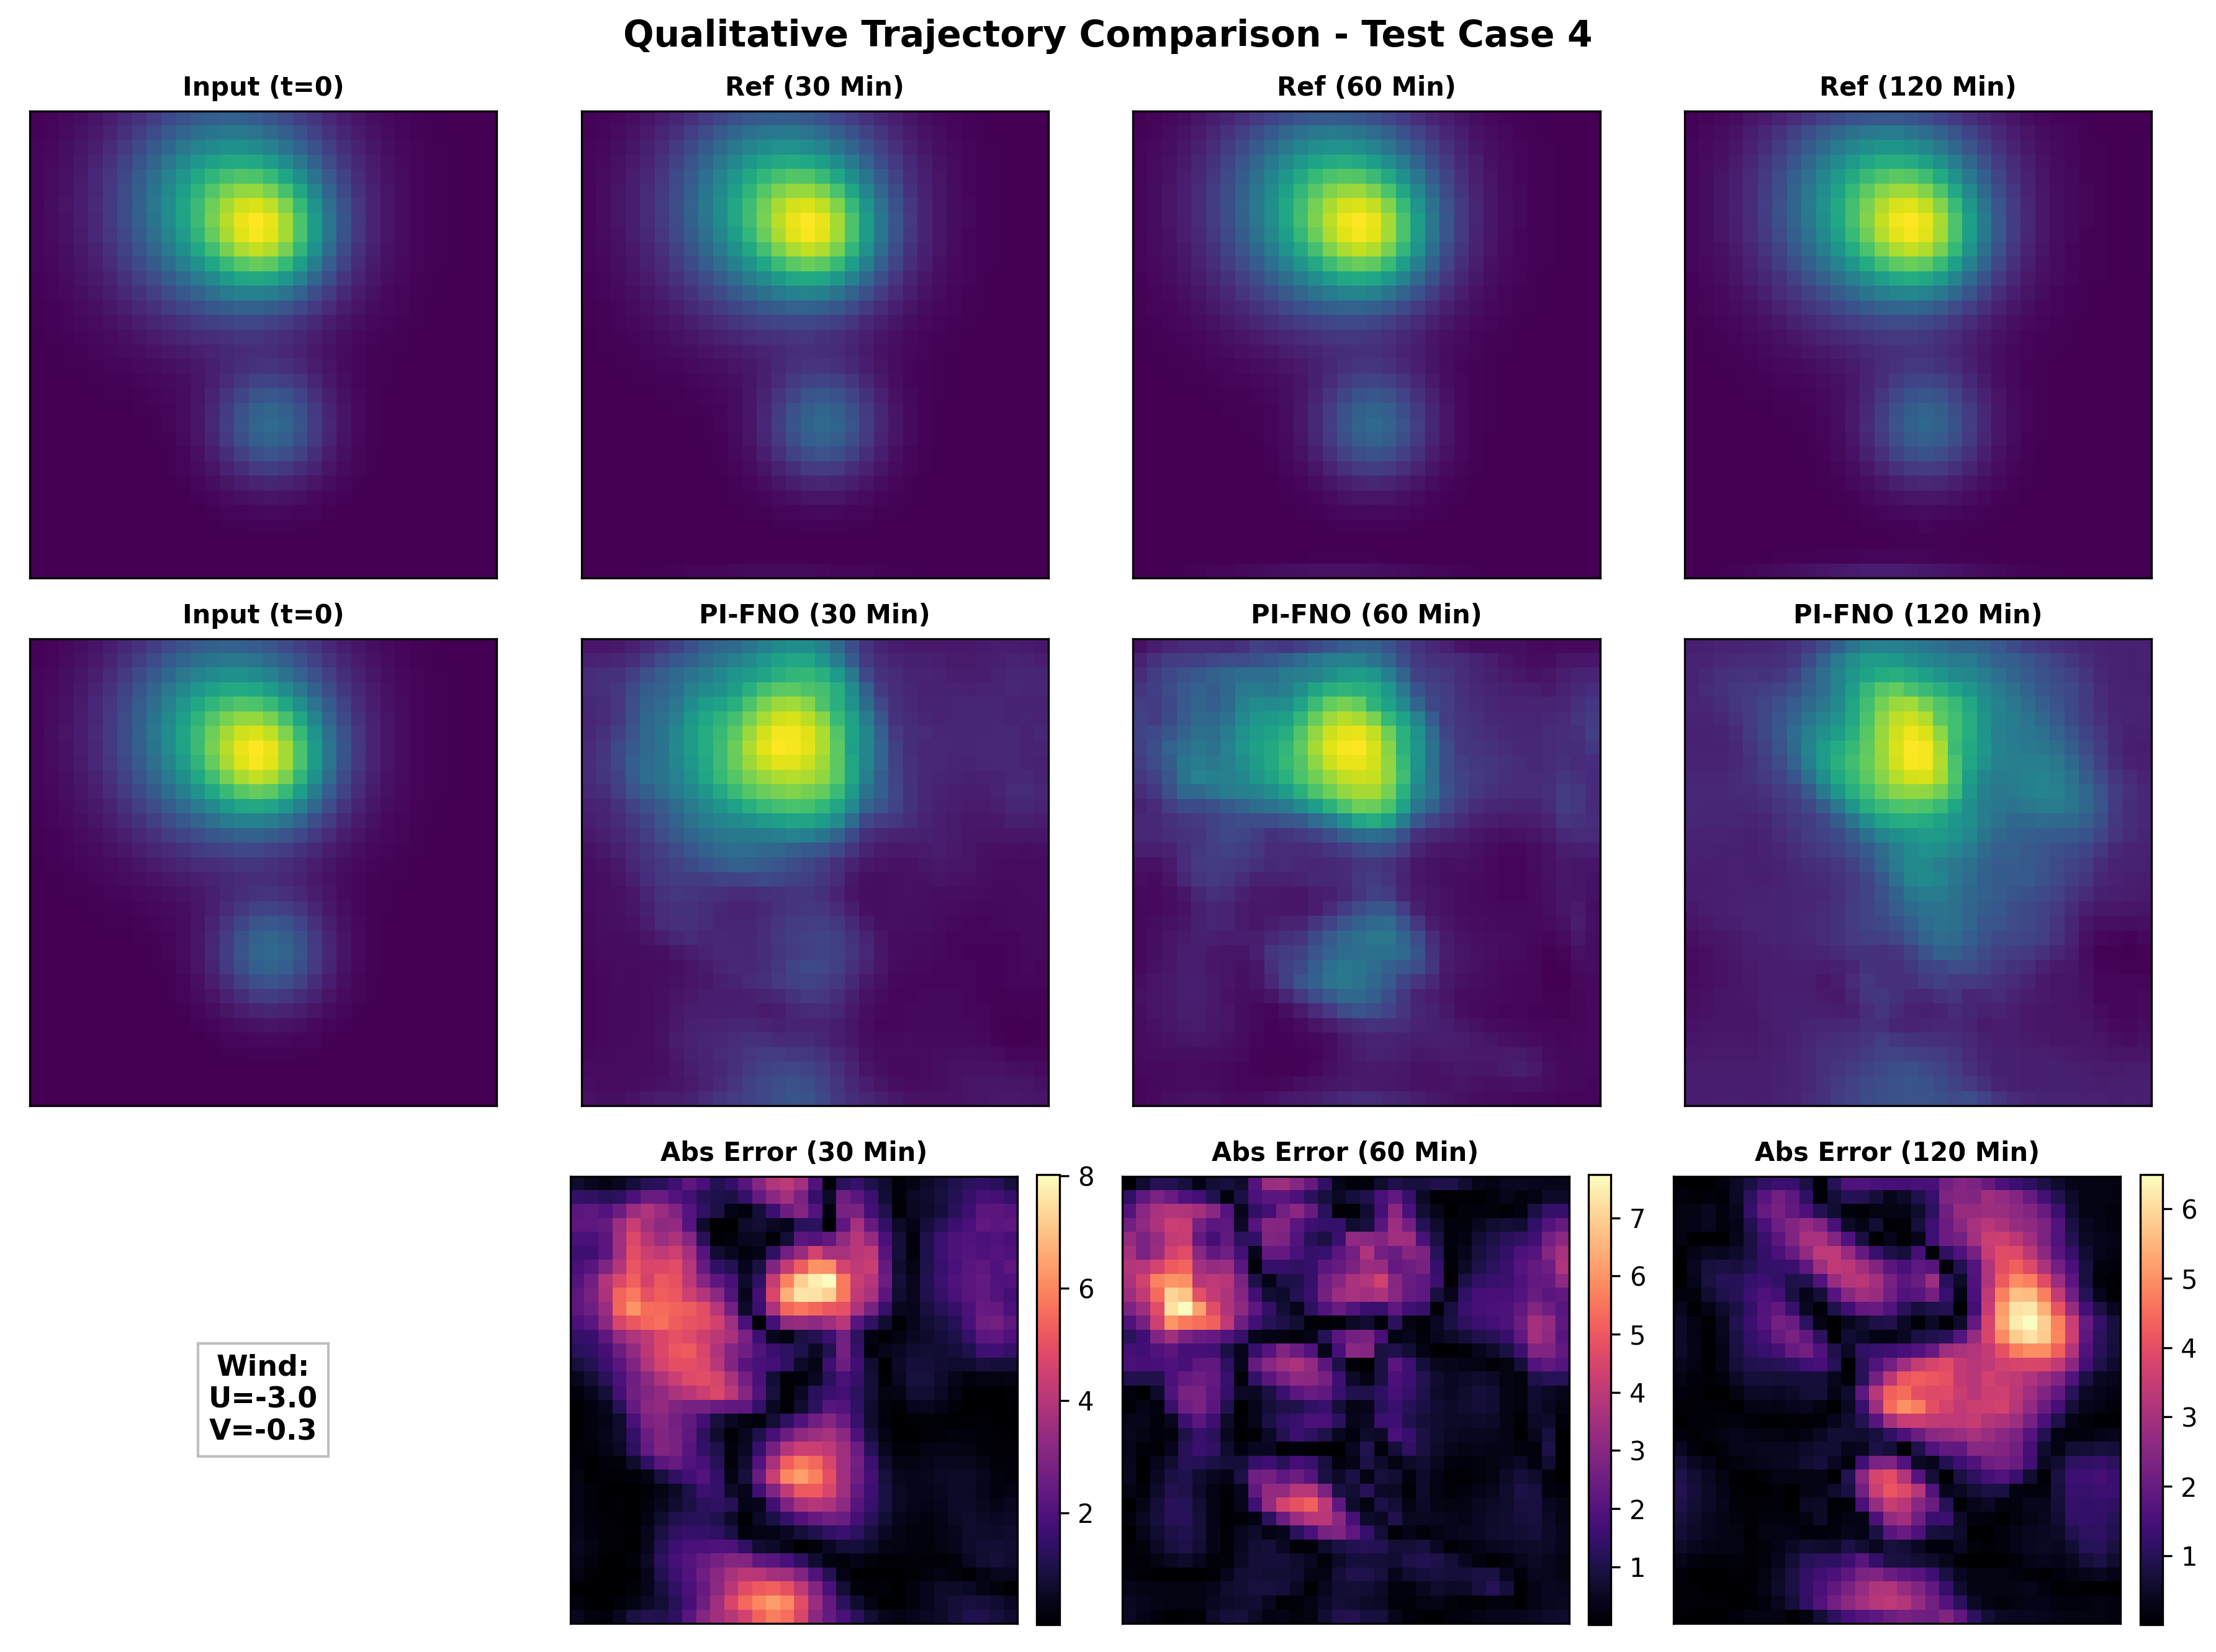 Qualitative Trajectory Comparison - Test Case 4
Input (t=0)
Ref (30 Min)
Ref (60 Min)
Ref (120 Min)
Input (t=0)
PI-FNO (30 Min)
PI-FNO (60 Min)
PI-FNO (120 Min)
Wind:
U=-3.0
V=-0.3
Abs Error (30 Min)
8
6
4
2
Abs Error (60 Min)
7
6
5
4
3
2
1
Abs Error (120 Min)
6
5
4
3
2
1